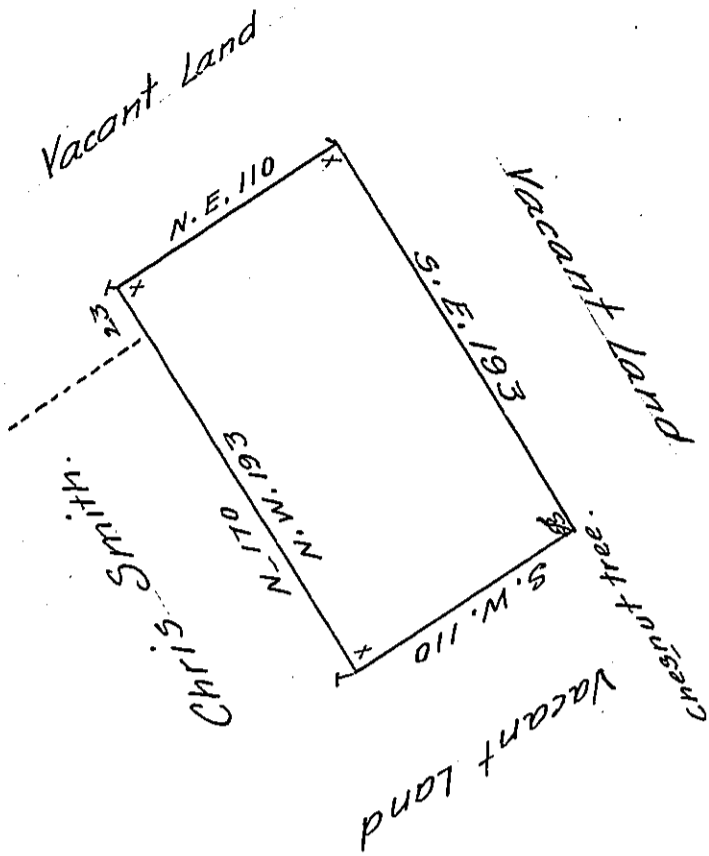 Vacant Land
N.E. 110
Vacant Land
23
S.E. 193
N.W. 193
N 170
Chris Smith.
S.W. 110
Chesnut tree.
Vacant Land